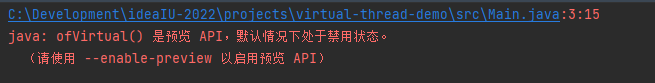 C:\Development\ideaIU-2022\projects\virtual-thread-demo\src\Main.java:3:15
java: ofVirtual() 是预览 API，默认情况下处于禁用状态。
（请使用 --enable-preview 以启用预览 API）